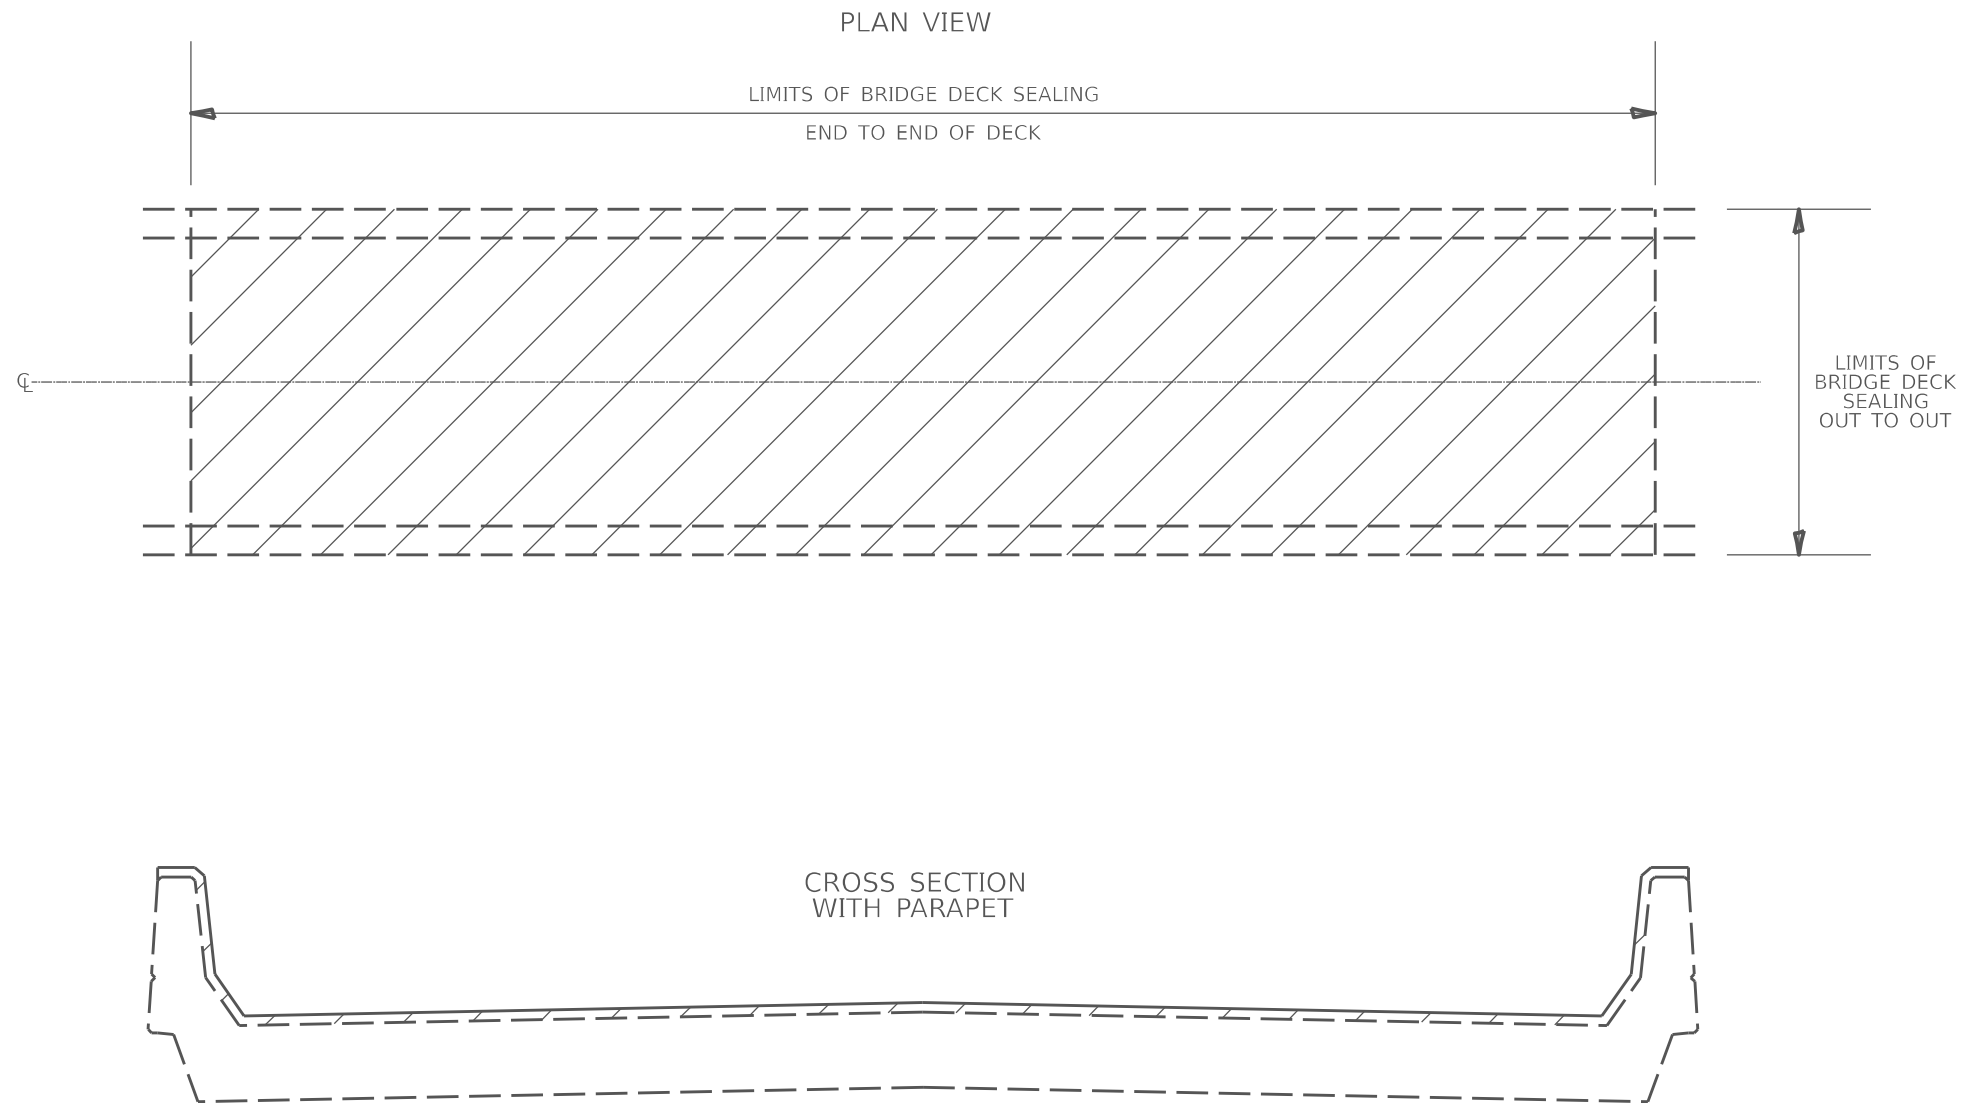 PLAN VIEW
LIMITS OF BRIDGE DECK SEALING
END TO END OF DECK
℄
LIMITS OF
BRIDGE DECK
SEALING
OUT TO OUT
CROSS SECTION
WITH PARAPET